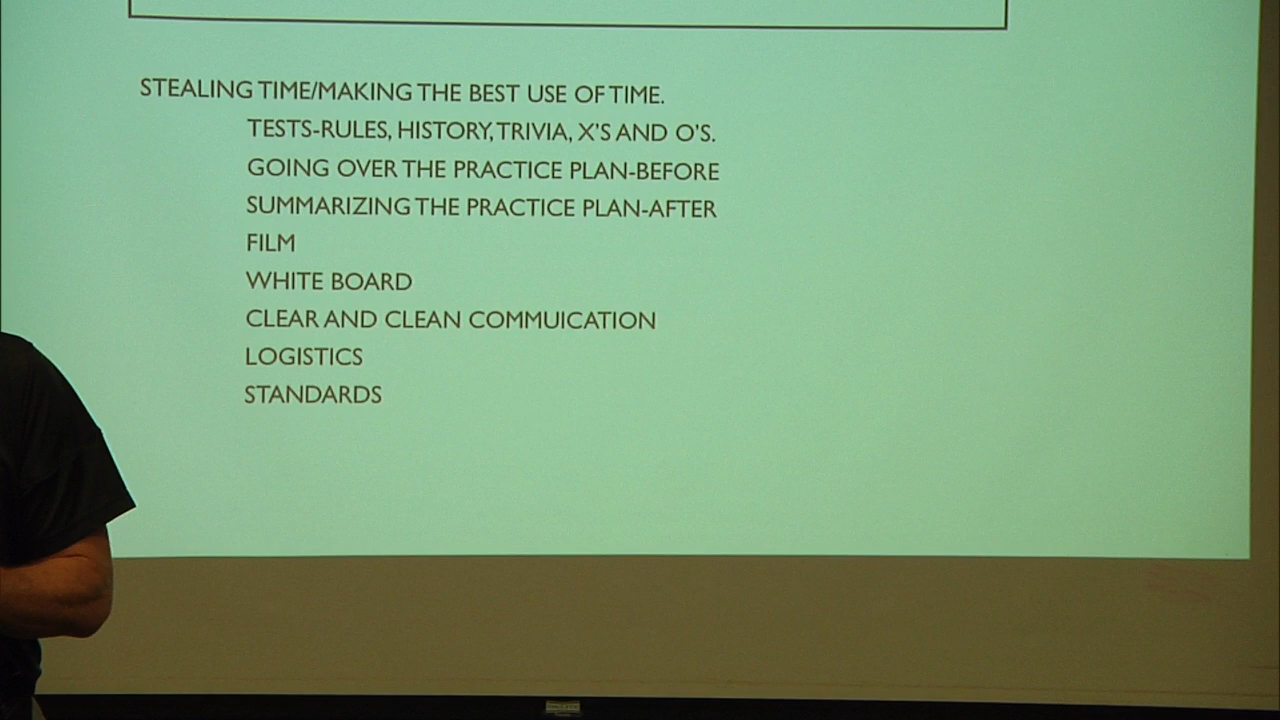 STEALING TIME/MAKING THE BEST USE OF TIME.
TESTS-RULES, HISTORY, TRIVIA, X'S AND O'S.
GOING OVER THE PRACTICE PLAN-BEFORE
SUMMARIZING THE PRACTICE PLAN-AFTER
FILM
WHITE BOARD
CLEAR AND CLEAN COMMUICATION
LOGISTICS
STANDARDS